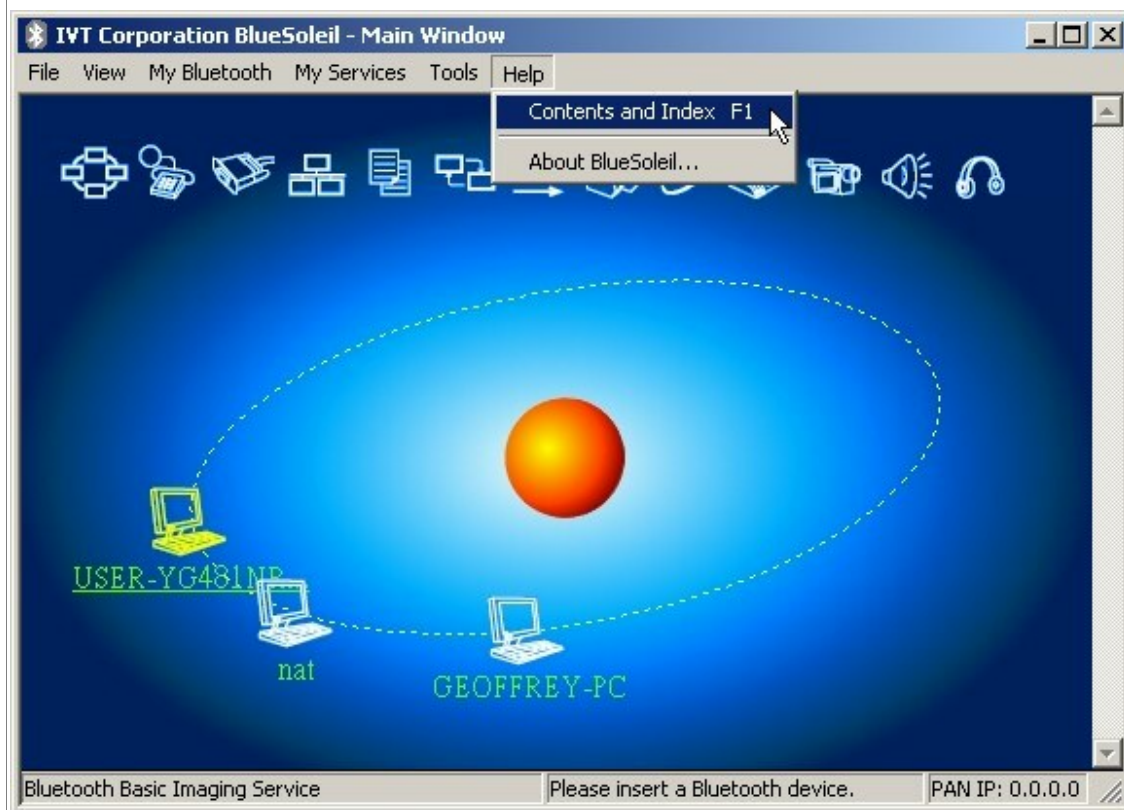 IVT Corporation BlueSoleil - Main Window
File View My Bluetooth My Services Tools Help
Contents and Index F1
About BlueSoleil...
USER-YG481NR
nat
GEOFFREY-PC
Bluetooth Basic Imaging Service Please insert a Bluetooth device. PAN IP: 0.0.0.0